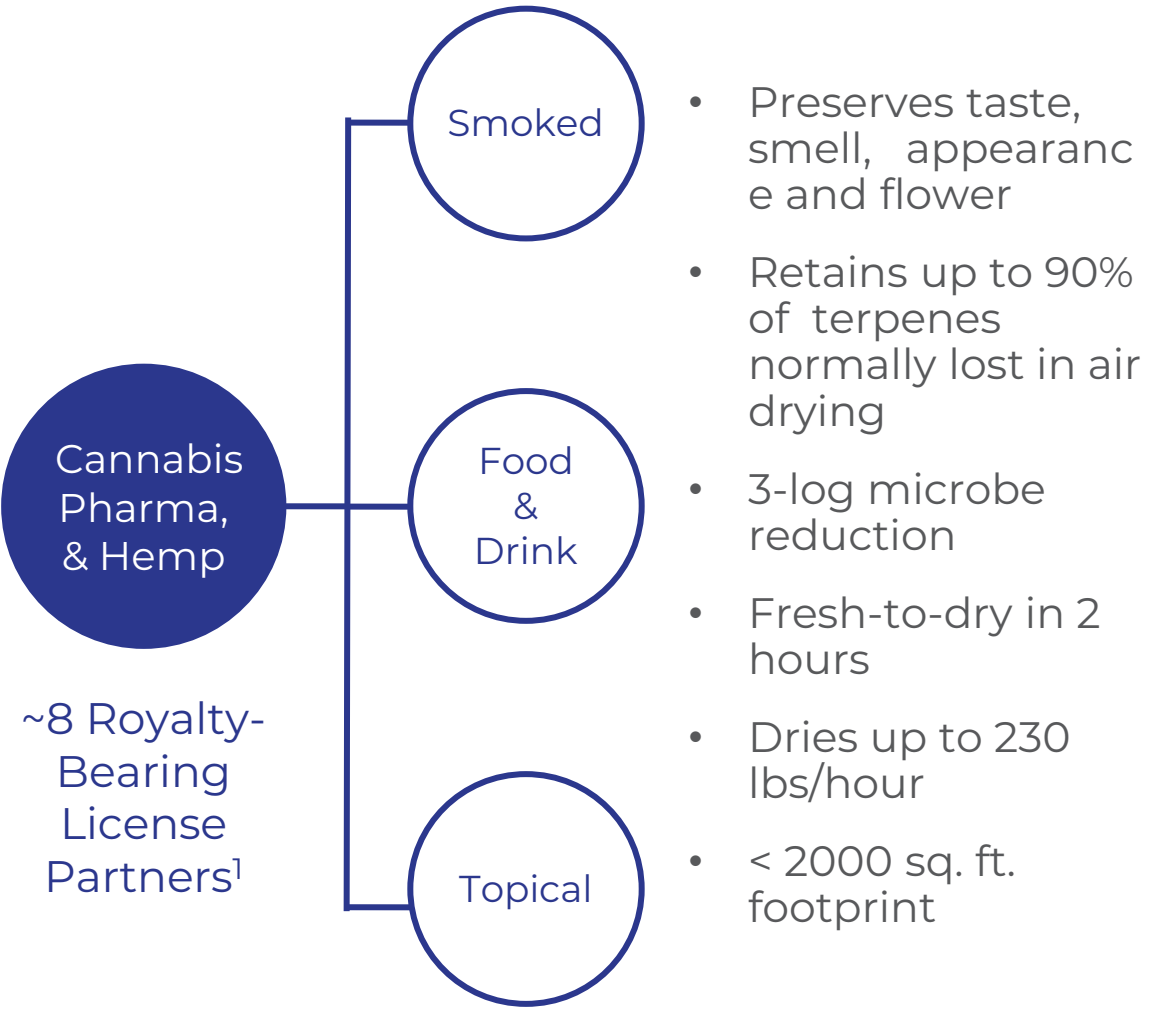 Cannabis
Pharma,
& Hemp
~8 Royalty-
Bearing
License
Partners¹
Smoked
Food
&
Drink
Topical
• Preserves taste,
smell, appearanc
e and flower
• Retains up to 90%
of terpenes
normally lost in air
drying
• 3-log microbe
reduction
• Fresh-to-dry in 2
hours
• Dries up to 230
lbs/hour
• < 2000 sq. ft.
footprint